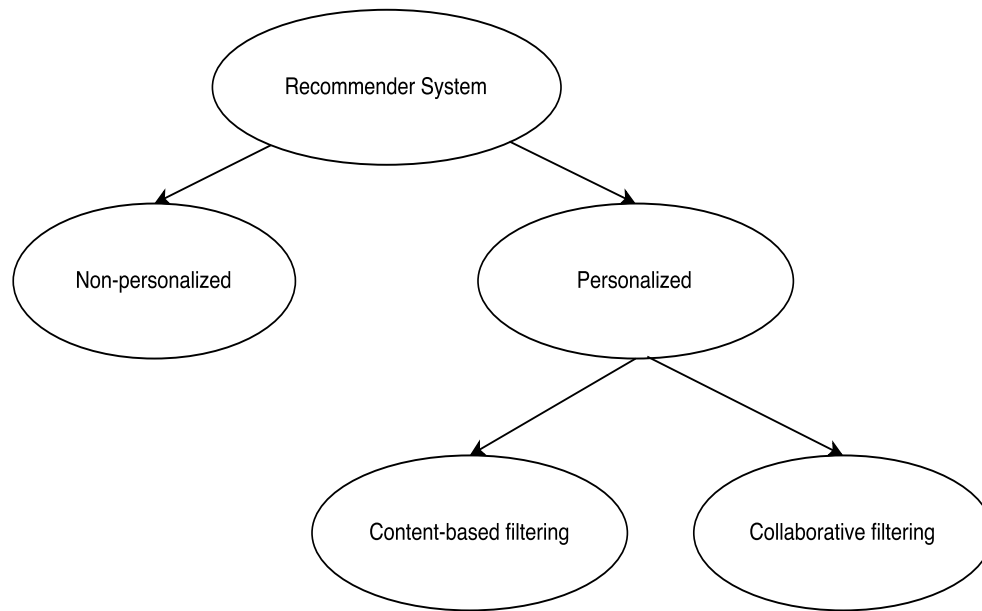 Recommender System
Non-personalized
Personalized
Content-based filtering
Collaborative filtering